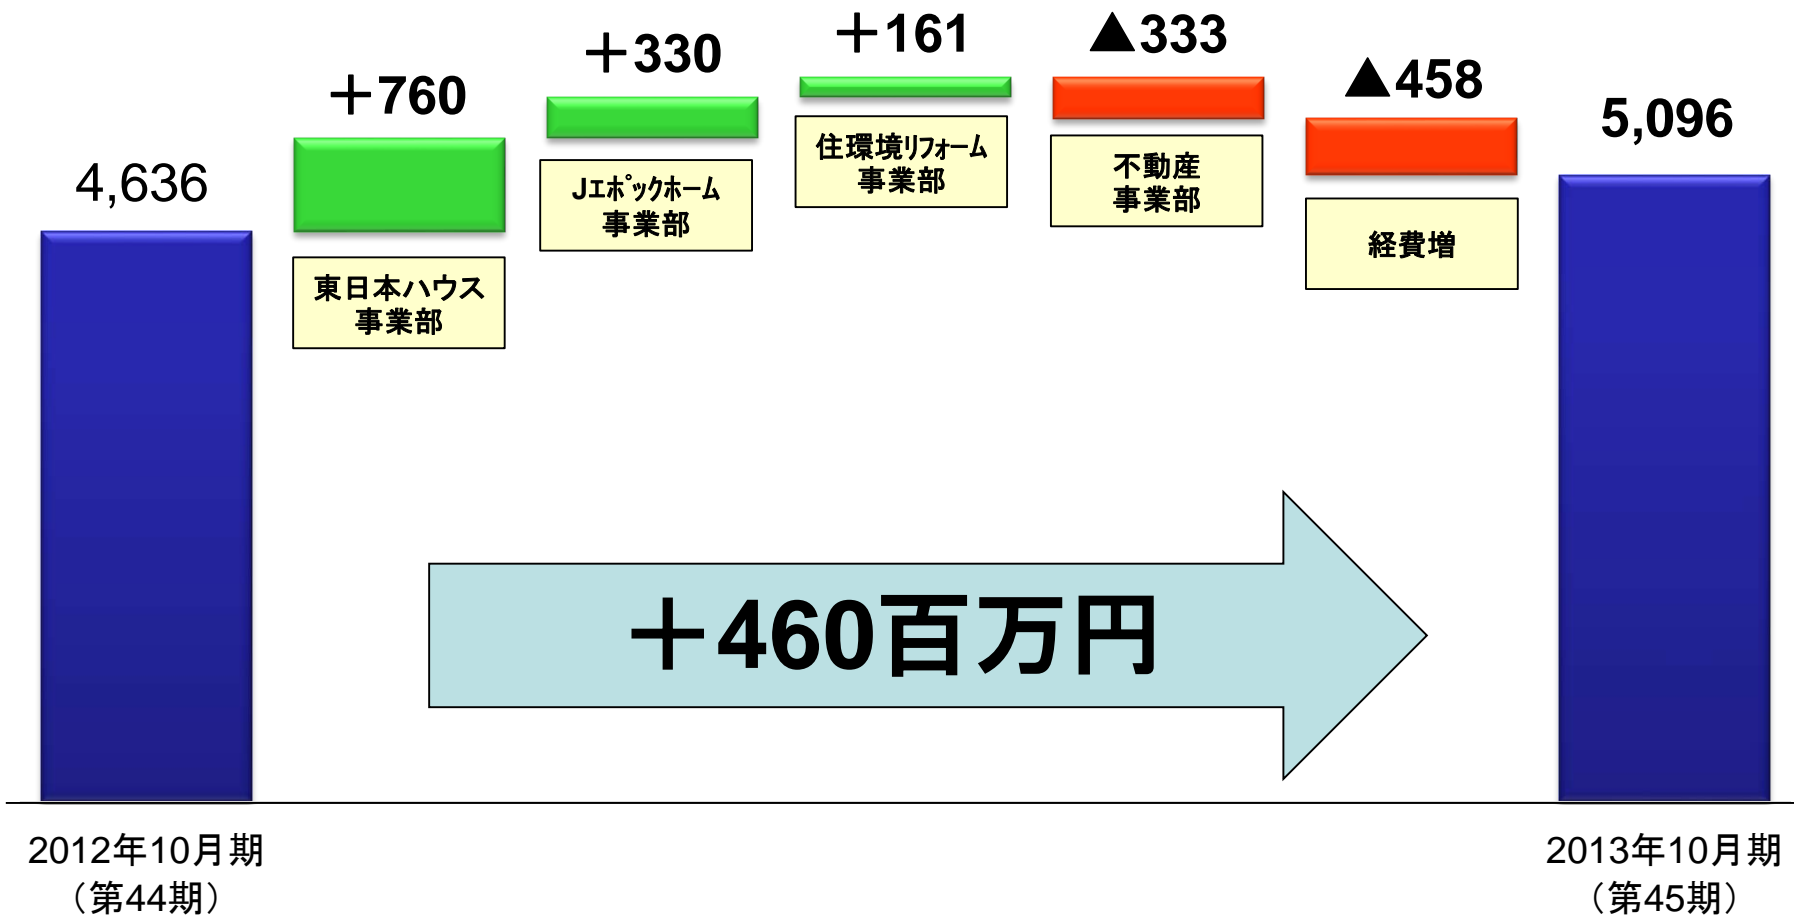 4,636
＋760
東日本ハウス
事業部
＋330
Jｴﾎﾟｯｸﾎｰﾑ
事業部
＋161
住環境ﾘﾌｫｰﾑ
事業部
▲333
不動産
事業部
▲458
経費増
5,096
＋460百万円
2012年10月期
（第44期）
2013年10月期
（第45期）